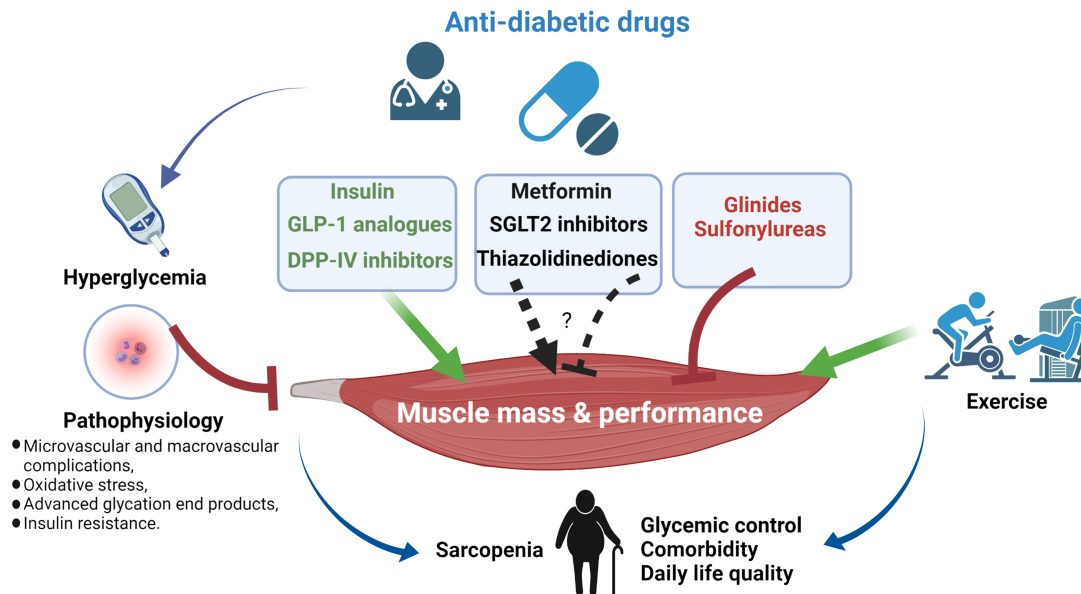 Anti-diabetic drugs
Insulin
GLP-1 analogues
DPP-IV inhibitors
Metformin
SGLT2 inhibitors
Thiazolidinediones
Glinides
Sulfonylureas
Hyperglycemia
?
Muscle mass & performance
Exercise
Pathophysiology
● Microvascular and macrovascular
complications,
● Oxidative stress,
● Advanced glycation end products,
● Insulin resistance.
Sarcopenia
Glycemic control
Comorbidity
Daily life quality